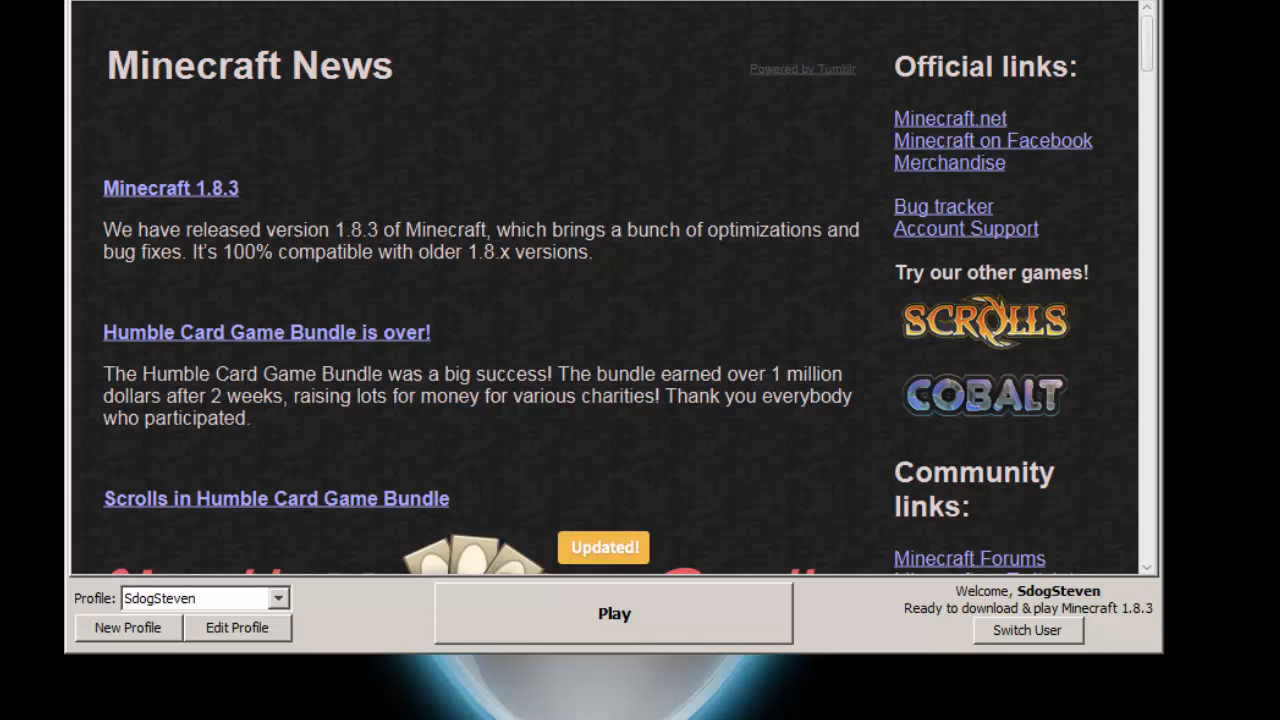 Minecraft News
Powered by Tumblr
Minecraft 1.8.3
We have released version 1.8.3 of Minecraft, which brings a bunch of optimizations and
bug fixes. It's 100% compatible with older 1.8.x versions.
Humble Card Game Bundle is over!
The Humble Card Game Bundle was a big success! The bundle earned over 1 million
dollars after 2 weeks, raising lots for money for various charities! Thank you everybody
who participated.
Scrolls in Humble Card Game Bundle
Updated!
Official links:
Minecraft.net
Minecraft on Facebook
Merchandise
Bug tracker
Account Support
Try our other games!
SCROLLS
COBALT
Community
links:
Minecraft Forums
Profile: SdogSteven
New Profile
Edit Profile
Play
Welcome, SdogSteven
Ready to download & play Minecraft 1.8.3
Switch User